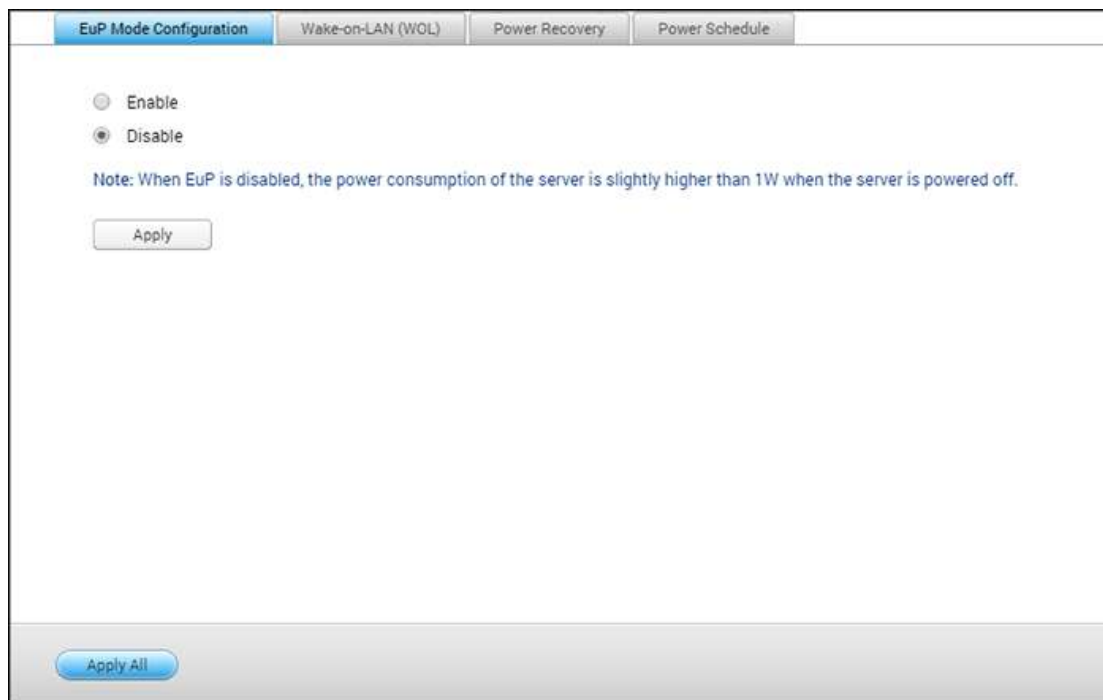 EuP Mode Configuration Wake-on-LAN (WOL) Power Recovery Power Schedule
Enable
Disable
Note: When EuP is disabled, the power consumption of the server is slightly higher than 1W when the server is powered off.
Apply
Apply All